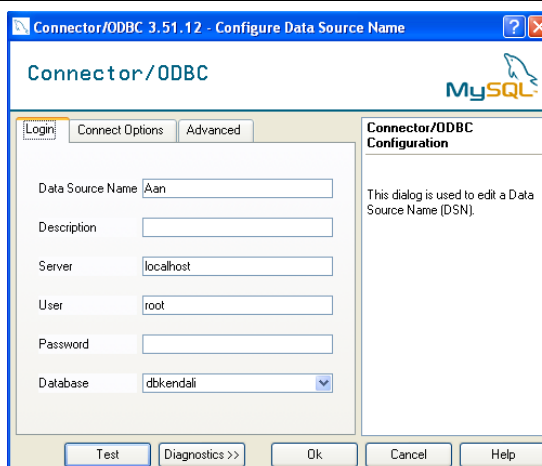 Connector/ODBC 3.51.12 - Configure Data Source Name
Connector/ODBC
MySQL
Login
Connect Options
Advanced
Data Source Name Aan
Description
Server localhost
User root
Password
Database dbkendali
Connector/ODBC
Configuration
This dialog is used to edit a Data
Source Name (DSN).
Test
Diagnostics >>
Ok
Cancel
Help